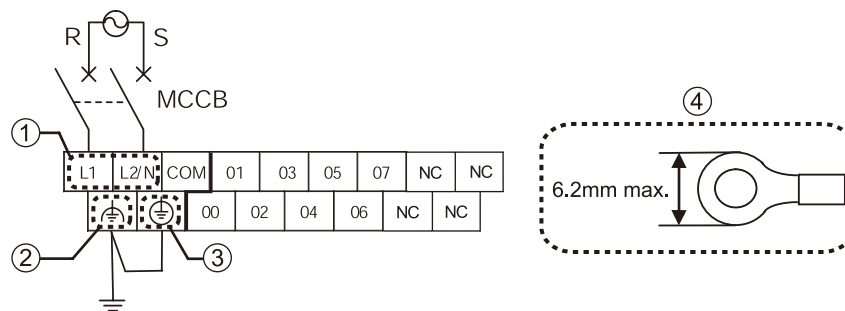 R S
MCCB
④
①
L1 L2/N COM 01 03 05 07 NC NC
6.2mm max.
00 02 04 06 NC NC
② ③